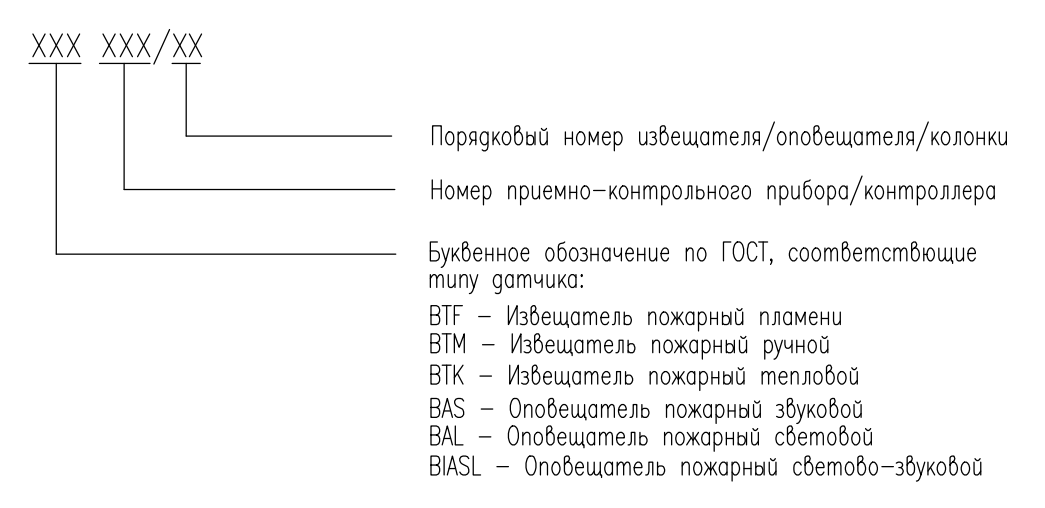 XXX XXX/XX
Порядковый номер извещателя/оповещателя/колонки
Номер приемно-контрольного прибора/контроллера
Буквенное обозначение по ГОСТ, соответствтвющие
типу датчика:
BTF - Извещатель пожарный пламени
BTM - Извещатель пожарный ручной
BTK - Извещатель пожарный тепловой
BAS - Оповещатель пожарный звуковой
BAL - Оповещатель пожарный световой
BIASL - Оповещатель пожарный светово-звуковой